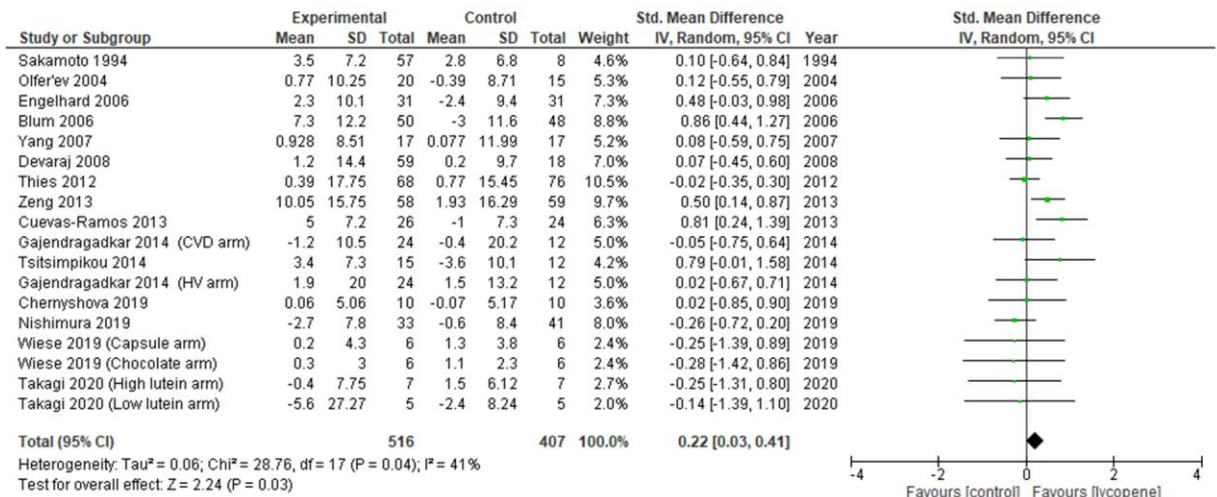 Experimental Control Std. Mean Difference Std. Mean Difference
Study or Subgroup Mean SD Total Mean SD Total Weight IV, Random, 95% CI Year IV, Random, 95% CI
Sakamoto 1994 3.5 7.2 57 2.8 6.8 8 4.6% 0.10 [-0.64, 0.84] 1994
Olfer'ev 2004 0.77 10.25 20 -0.39 8.71 15 5.3% 0.12 [-0.55, 0.79] 2004
Engelhard 2006 2.3 10.1 31 -2.4 9.4 31 7.3% 0.48 [-0.03, 0.98] 2006
Blum 2006 7.3 12.2 50 -3 11.6 48 8.8% 0.86 [0.44, 1.27] 2006
Yang 2007 0.928 8.51 17 0.077 11.99 17 5.2% 0.08 [-0.59, 0.75] 2007
Devaraj 2008 1.2 14.4 59 0.2 9.7 18 7.0% 0.07 [-0.45, 0.60] 2008
Thies 2012 0.39 17.75 68 0.77 15.45 76 10.5% -0.02 [-0.35, 0.30] 2012
Zeng 2013 10.05 15.75 58 1.93 16.29 59 9.7% 0.50 [0.14, 0.87] 2013
Cuevas-Ramos 2013 5 7.2 26 -1 7.3 24 6.3% 0.81 [0.24, 1.39] 2013
Gajendragadkar 2014 (CVD arm) -1.2 10.5 24 -0.4 20.2 12 5.0% -0.05 [-0.75, 0.64] 2014
Tsitsimpikou 2014 3.4 7.3 15 -3.6 10.1 12 4.2% 0.79 [-0.01, 1.58] 2014
Gajendragadkar 2014 (HV arm) 1.9 20 24 1.5 13.2 12 5.0% 0.02 [-0.67, 0.71] 2014
Chernyshova 2019 0.06 5.06 10 -0.07 5.17 10 3.6% 0.02 [-0.85, 0.90] 2019
Nishimura 2019 -2.7 7.8 33 -0.6 8.4 41 8.0% -0.26 [-0.72, 0.20] 2019
Wiese 2019 (Capsule arm) 0.2 4.3 6 1.3 3.8 6 2.4% -0.25 [-1.39, 0.89] 2019
Wiese 2019 (Chocolate arm) 0.3 3 6 1.1 2.3 6 2.4% -0.28 [-1.42, 0.86] 2019
Takagi 2020 (High lutein arm) -0.4 7.75 7 1.5 6.12 7 2.7% -0.25 [-1.31, 0.80] 2020
Takagi 2020 (Low lutein arm) -5.6 27.27 5 -2.4 8.24 5 2.0% -0.14 [-1.39, 1.10] 2020
Total (95% CI) 516 407 100.0% 0.22 [0.03, 0.41]
Heterogeneity: Tau² = 0.06; Chi² = 28.76, df = 17 (P = 0.04); I² = 41%
Test for overall effect: Z = 2.24 (P = 0.03)
-4 -2 0 2 4
Favours [control] Favours [lycopene]